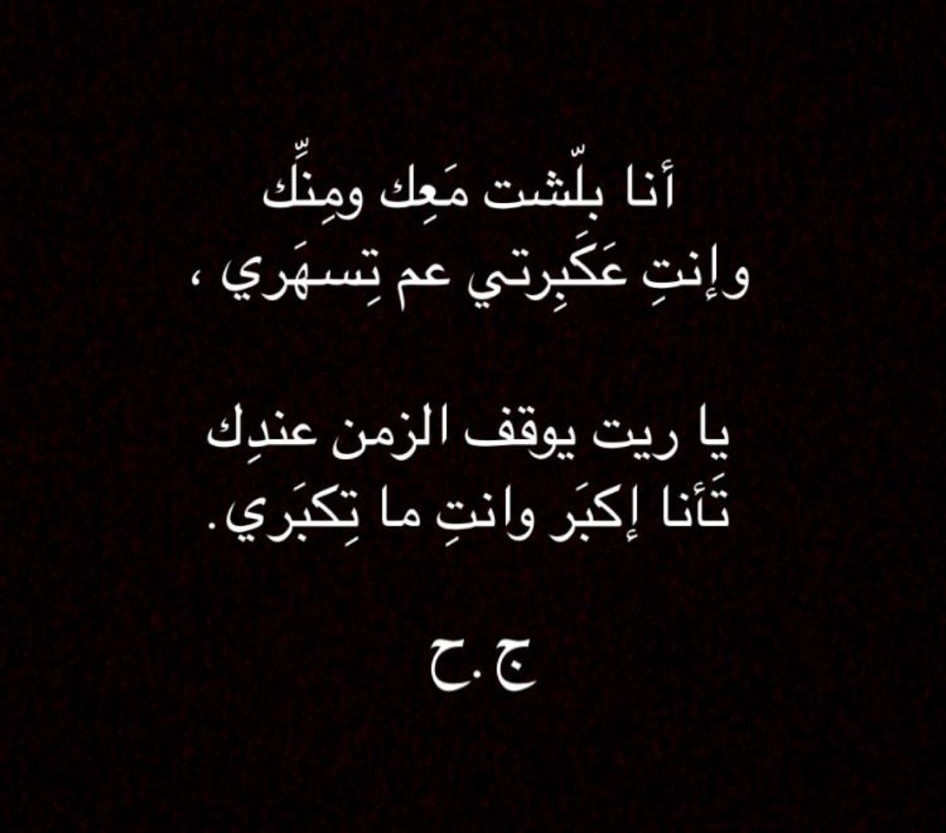 أنا بلّشت مَعِك ومِنِّك
وإنتِ عَكَبِرتي عم تِسهَري ،
يا ريت يوقف الزمن عندِك
تَأنا إكبَر وانتِ ما تِكبَري.
ج.ح